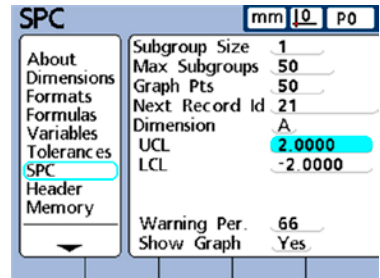 SPC
mm 0 P0
About
Dimensions
Formats
Formulas
Variables
Tolerances
SPC
Header
Memory
Subgroup Size 1
Max Subgroups 50
Graph Pts 50
Next Record Id 21
Dimension A
UCL 2.0000
LCL -2.0000
Warning Per. 66
Show Graph Yes